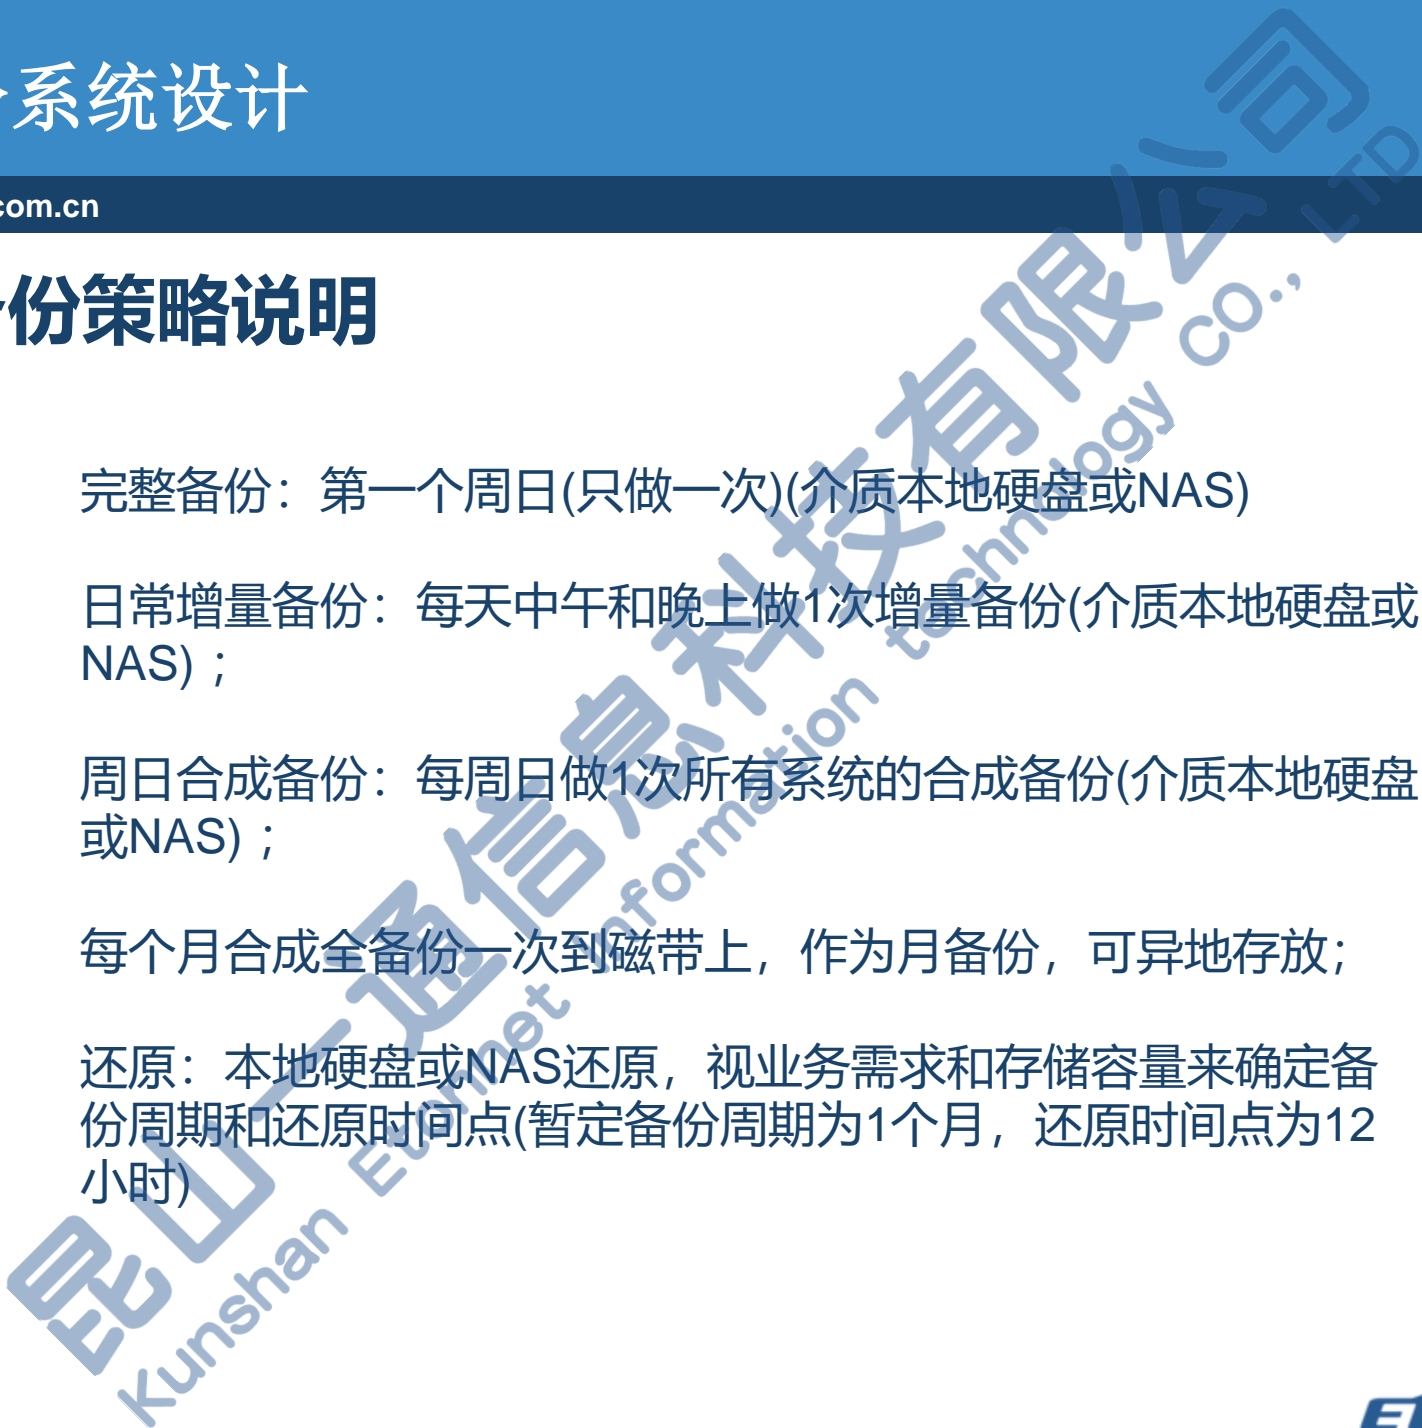 系统设计
com.cn
份策略说明
完整备份：第一个周日(只做一次)(介质本地硬盘或NAS)
日常增量备份：每天中午和晚上做1次增量备份(介质本地硬盘或
NAS)；
周日合成备份：每周日做1次所有系统的合成备份(介质本地硬盘
或NAS)；
每个月合成全备份一次到磁带上，作为月备份，可异地存放；
还原：本地硬盘或NAS还原，视业务需求和存储容量来确定备
份周期和还原时间点(暂定备份周期为1个月，还原时间点为12
小时)
昆山一通信息科技有限公司
Kunshan Etonnet Information technology CO., LTD